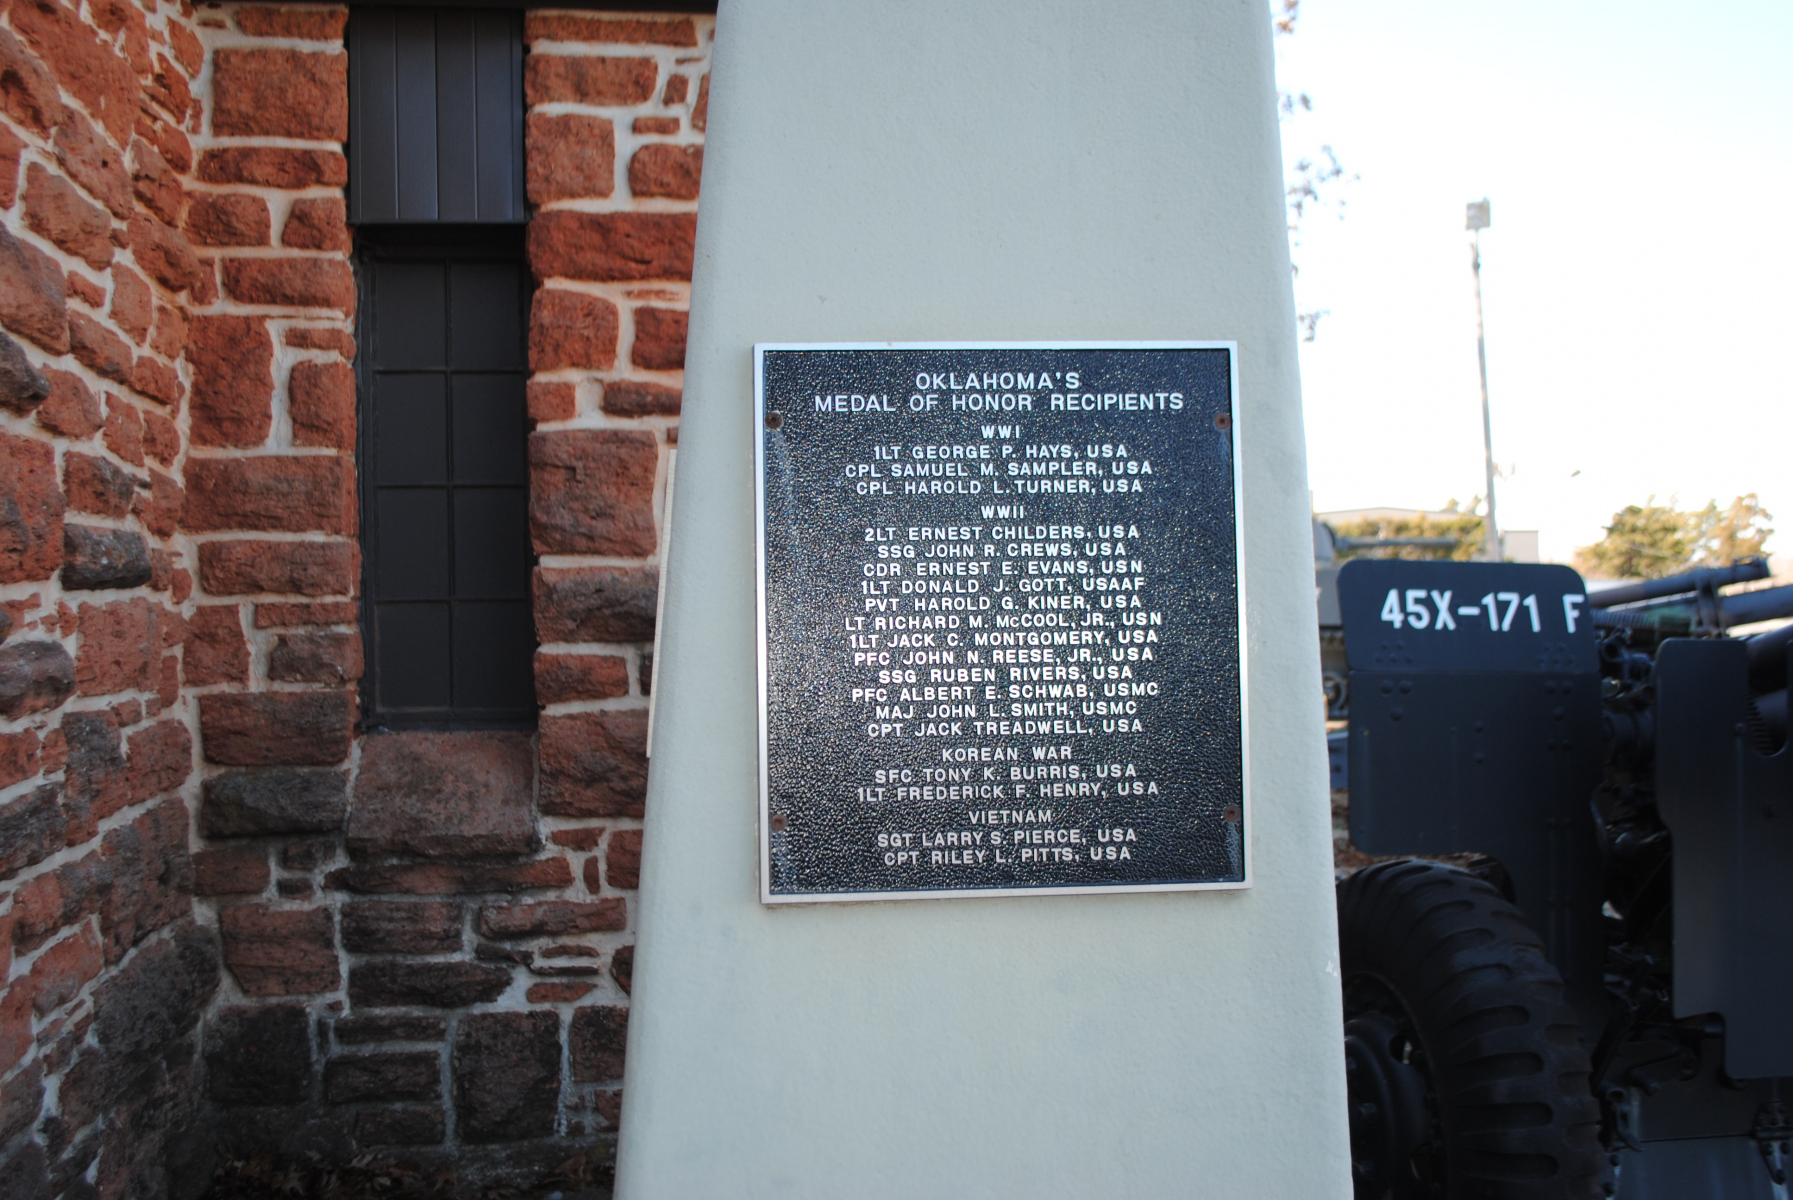 OKLAHOMA'S
MEDAL OF HONOR RECIPIENTS
WWI
1LT GEORGE P. HAYS, USA
CPL SAMUEL M. SAMPLER, USA
CPL HAROLD L. TURNER, USA
WWII
2LT ERNEST CHILDERS, USA
SSG JOHN R. CREWS, USA
CDR ERNEST E. EVANS, USN
1LT DONALD J. GOTT, USAAF
PVT HAROLD G. KINER, USA
LT RICHARD M. McCOOL, JR., USN
1LT JACK C. MONTGOMERY, USA
PFC JOHN N. REESE, JR., USA
SSG RUBEN RIVERS, USA
PFC ALBERT E. SCHWAB, USMC
MAJ JOHN L. SMITH, USMC
CPT JACK TREADWELL, USA
KOREAN WAR
SFC TONY K. BURRIS, USA
1LT FREDERICK F. HENRY, USA
VIETNAM
SGT LARRY S. PIERCE, USA
CPT RILEY L. PITTS, USA
45X-171 F